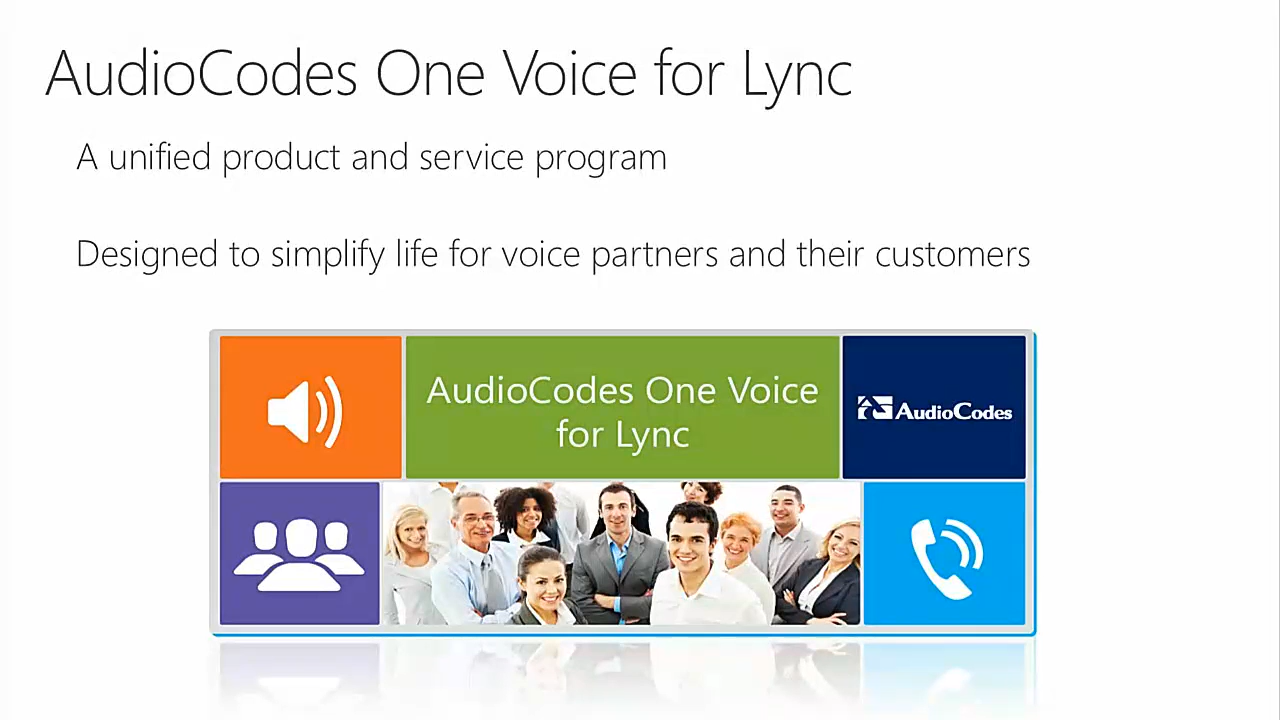 AudioCodes One Voice for Lync
A unified product and service program
Designed to simplify life for voice partners and their customers
AudioCodes One Voice
for Lync
AudioCodes